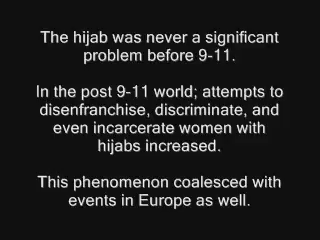 The hijab was never a significant
problem before 9-11.
In the post 9-11 world; attempts to
disenfranchise, discriminate, and
even incarcerate women with
hijabs increased.
This phenomenon coalesced with
events in Europe as well.